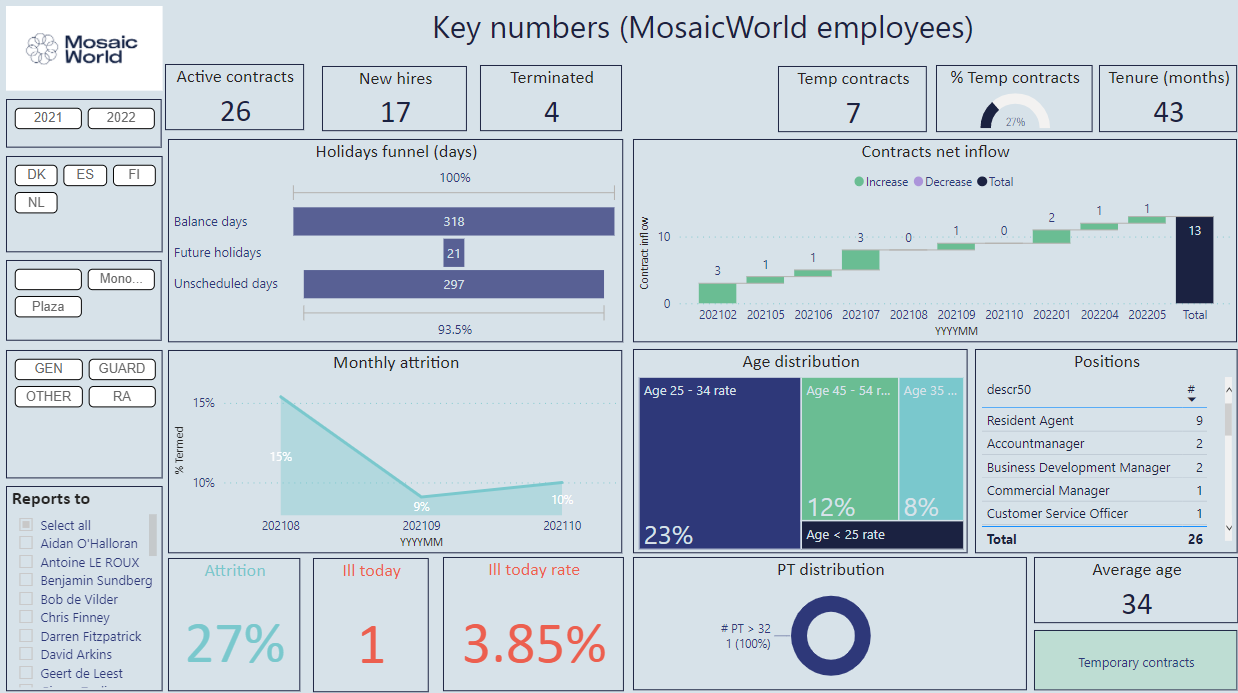 Key numbers (MosaicWorld employees)
Mosaic
World
Active contracts
26
New hires
17
Terminated
4
Temp contracts
7
% Temp contracts
27%
Tenure (months)
43
2021
2022
DK
ES
FI
NL
Mono...
Plaza
GEN
GUARD
OTHER
RA
Reports to
Select all
Aidan O'Halloran
Antoine LE ROUX
Benjamin Sundberg
Bob de Vilder
Chris Finney
Darren Fitzpatrick
David Arkins
Geert de Leest
Holidays funnel (days)
100%
Balance days
318
Future holidays
21
Unscheduled days
297
93.5%
Contracts net inflow
Increase
Decrease
Total
Contract inflow
10
0
3
1
1
3
0
1
0
2
1
1
13
202102
202105
202106
202107
202108
202109
202110
202201
202204
202205
Total
YYYYMM
Monthly attrition
% Termed
15%
10%
15%
9%
10%
202108
202109
202110
YYYYMM
Age distribution
Age 25 - 34 rate
23%
Age 45 - 54 r...
12%
Age 35 ...
8%
Age < 25 rate
Positions
descr50
#
Resident Agent 9
Accountmanager 2
Business Development Manager 2
Commercial Manager 1
Customer Service Officer 1
Total 26
Attrition
27%
Ill today
1
Ill today rate
3.85%
PT distribution
# PT > 32
1 (100%)
Average age
34
Temporary contracts